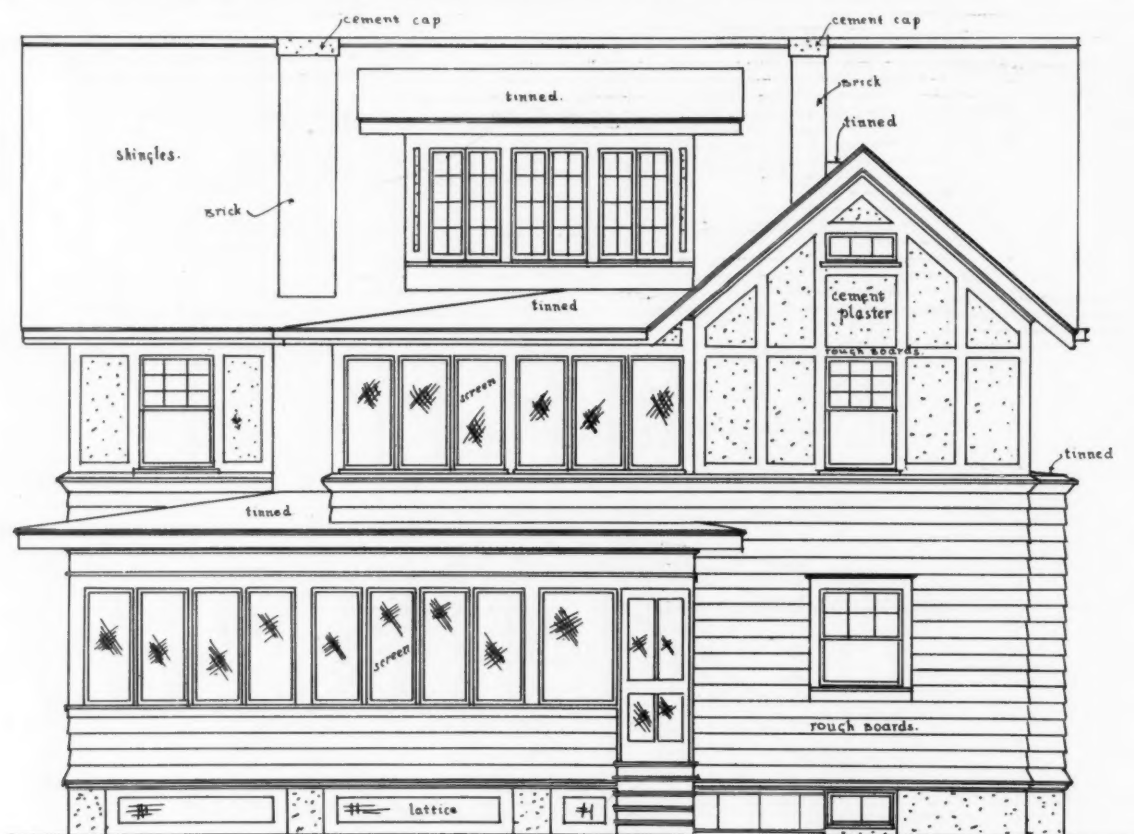 cement cap
cement cap
tinned.
Brick
tinned
shingles.
Brick
tinned
cement
plaster
rough Boards.
screen
tinned
tinned
screen
rough Boards.
lattice